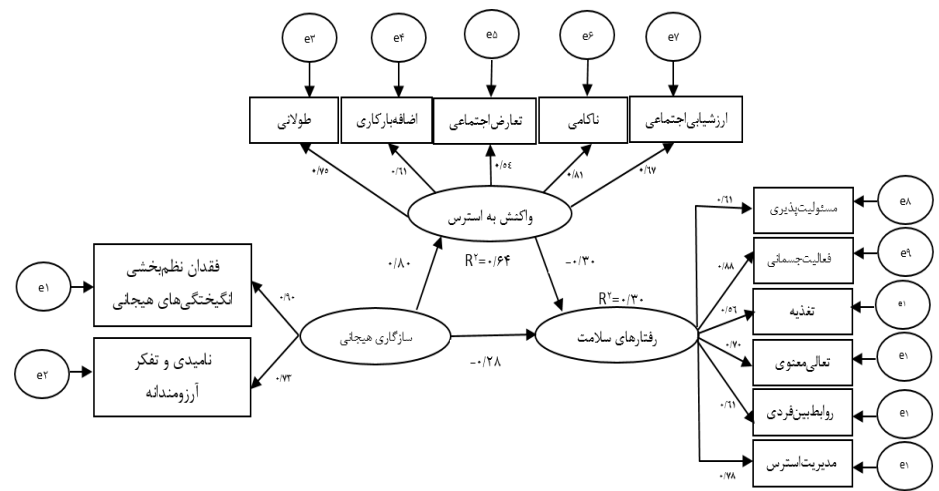 e۳
e۴
e۵
e۶
e۷
طولانی
اضافه‌بارکاری
تعارض‌اجتماعی
ناکامی
ارزشیابی‌اجتماعی
۰/۷۵
۰/۶۱
۰/۵۴
۰/۸۱
۰/۶۷
واکنش به استرس
R۲=۰/۶۴
۰/۸۰
-۰/۳۰
e۱
فقدان نظم‌بخشی
انگیختگی‌های هیجانی
۰/۹۰
e۲
نامیدی و تفکر
آرزومندانه
۰/۷۳
سازگاری هیجانی
-۰/۲۸
R۲=۰/۳۰
رفتارهای سلامت
۰/۶۱
مسئولیت‌پذیری
e۸
۰/۸۸
فعالیت‌جسمانی
e۹
۰/۵۶
تغذیه
e۱
۰/۷۰
تعالی‌معنوی
e۱
۰/۶۱
روابط‌بین‌فردی
e۱
۰/۷۸
مدیریت‌استرس
e۱